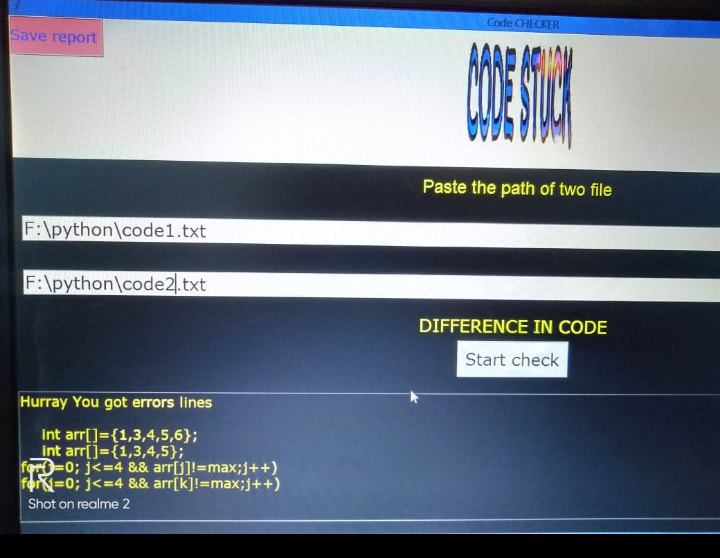 Code CHECKER
Save report
CODE STUCK
Paste the path of two file
F:\python\code1.txt
F:\python\code2.txt
DIFFERENCE IN CODE
Start check
Hurray You got errors lines
int arr[]={1,3,4,5,6};
int arr[]={1,3,4,5};
for(j=0; j<=4 && arr[j]!=max;j++)
for(j=0; j<=4 && arr[k]!=max;j++)
R
Shot on realme 2